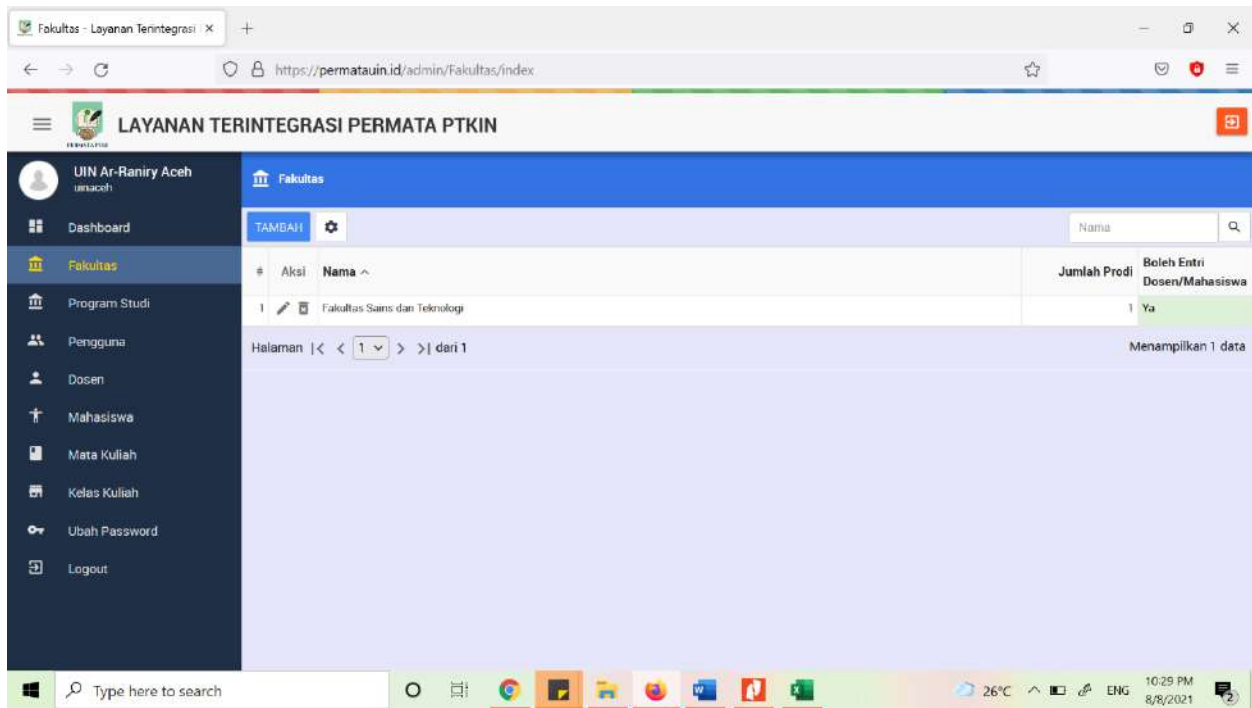 Fakultas - Layanan Terintegrasi
https://permatauin.id/admin/Fakultas/index
LAYANAN TERINTEGRASI PERMATA PTKIN
UIN Ar-Raniry Aceh
uinaceh
Fakultas
Dashboard
TAMBAH
Nama
Fakultas
# Aksi Nama Jumlah Prodi Boleh Entri
Dosen/Mahasiswa
Program Studi
1 Fakultas Sains dan Teknologi 1 Ya
Pengguna
Halaman |< < 1 > >| dari 1
Menampilkan 1 data
Dosen
Mahasiswa
Mata Kuliah
Kelas Kuliah
Ubah Password
Logout
Type here to search
26°C
ENG
10:29 PM
8/8/2021
2